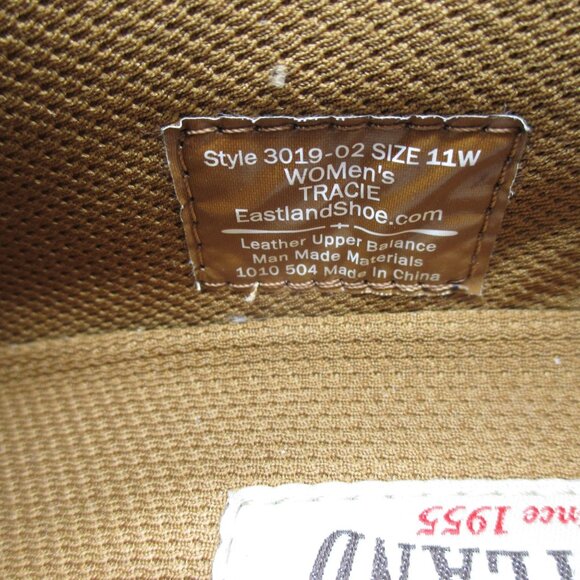 Style 3019-02 SIZE 11W
WOMen's
TRACIE
EastlandShoe.com
Leather Upper Balance
Man Made Materials
1010 504 Made In China
1955